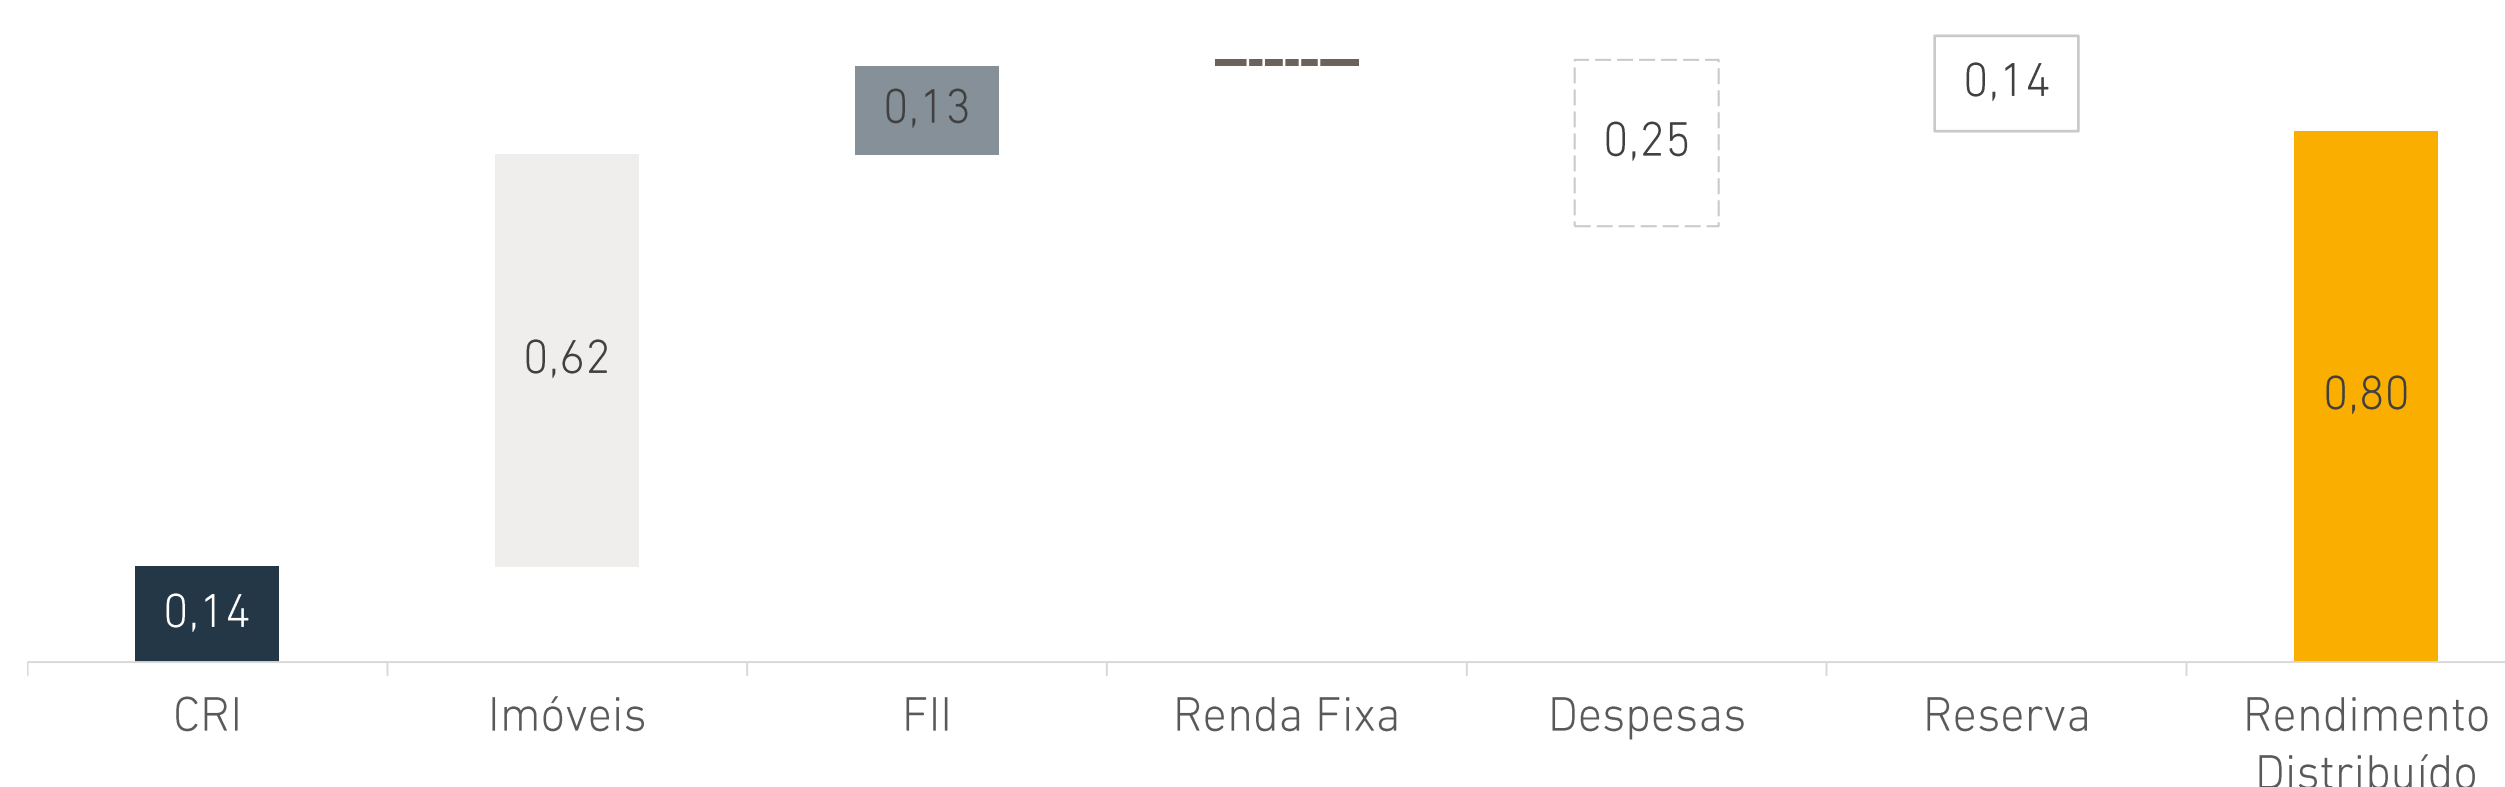 0,14
0,62
0,13
0,25
0,14
0,80
CRI
Imóveis
FII
Renda Fixa
Despesas
Reserva
Rendimento
Distribuído